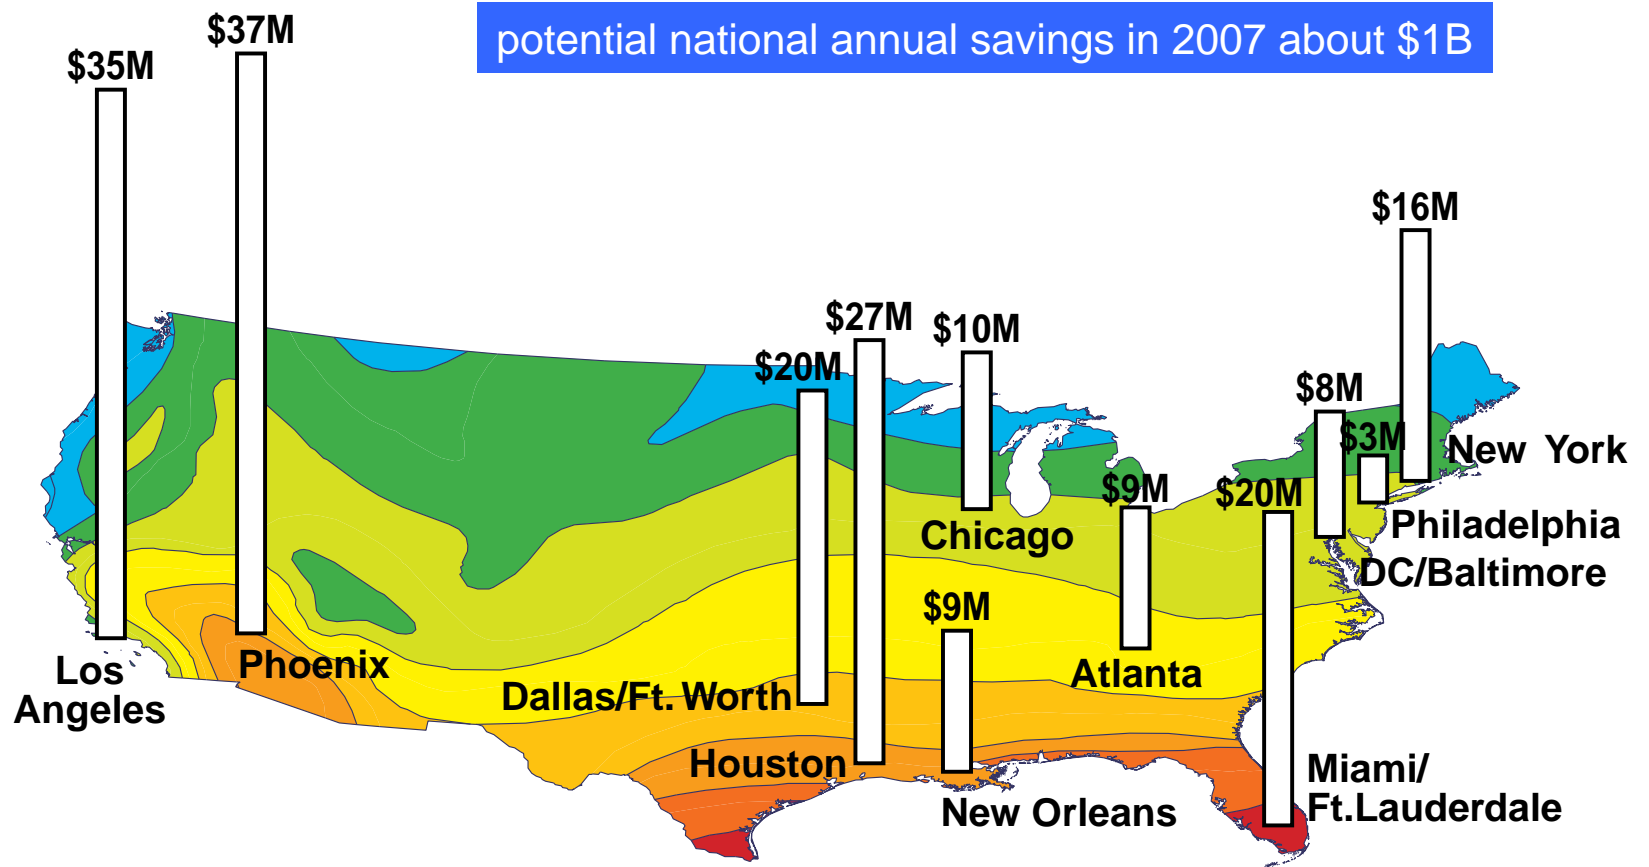 potential national annual savings in 2007 about $1B
$37M
$35M
$16M
$27M
$10M
$20M
$8M
$3M
New York
$9M
$20M
Chicago
Philadelphia
DC/Baltimore
$9M
Los
Angeles
Phoenix
Atlanta
Dallas/Ft. Worth
Houston
New Orleans
Miami/
Ft.Lauderdale